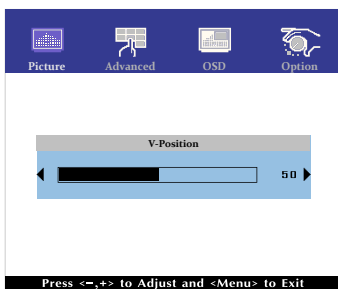 Picture Advanced OSD Option
V-Position
50
Press <-,+> to Adjust and <Menu> to Exit